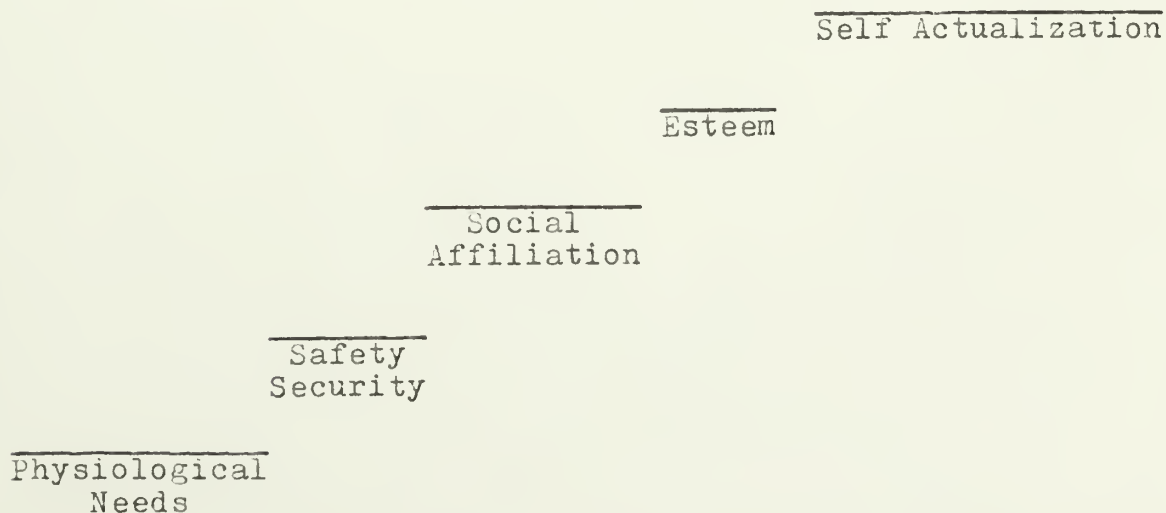 Self Actualization
Esteem
Social
Affiliation
Safety
Security
Physiological
Needs